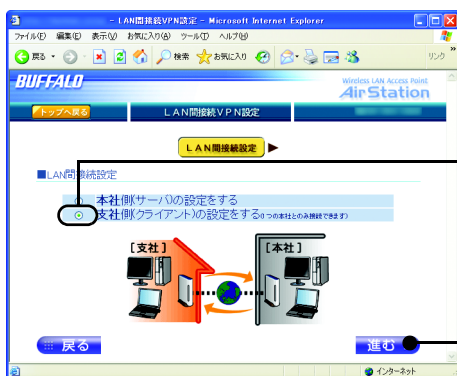 - LAN間接続VPN設定 - Microsoft Internet Explorer
ファイル(F) 編集(E) 表示(V) お気に入り(A) ツール(T) ヘルプ(H)
戻る 検索 お気に入り リンク
BUFFALO
Wireless LAN Access Point
AirStation
トップへ戻る
LAN間接続VPN設定
LAN間接続設定
■LAN間接続設定
本社側(サーバ)の設定をする
支社側(クライアント)の設定をする(1つの本社とのみ接続できます)
[支社]
[本社]
戻る
進む
インターネット